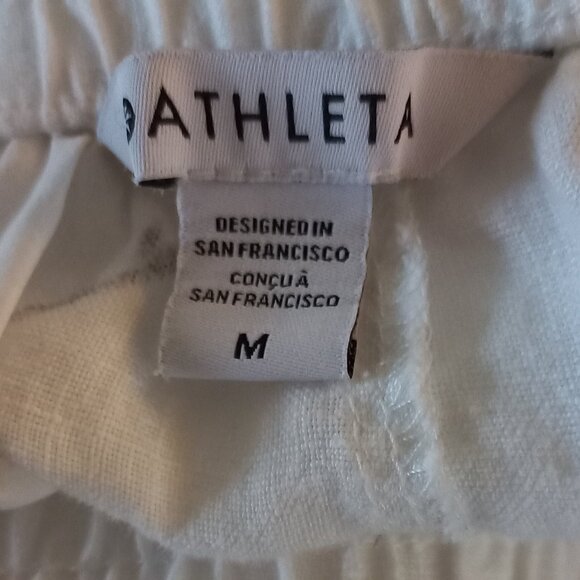 ATHLETA
DESIGNED IN
SAN FRANCISCO
CONÇU À
SAN FRANCISCO
M